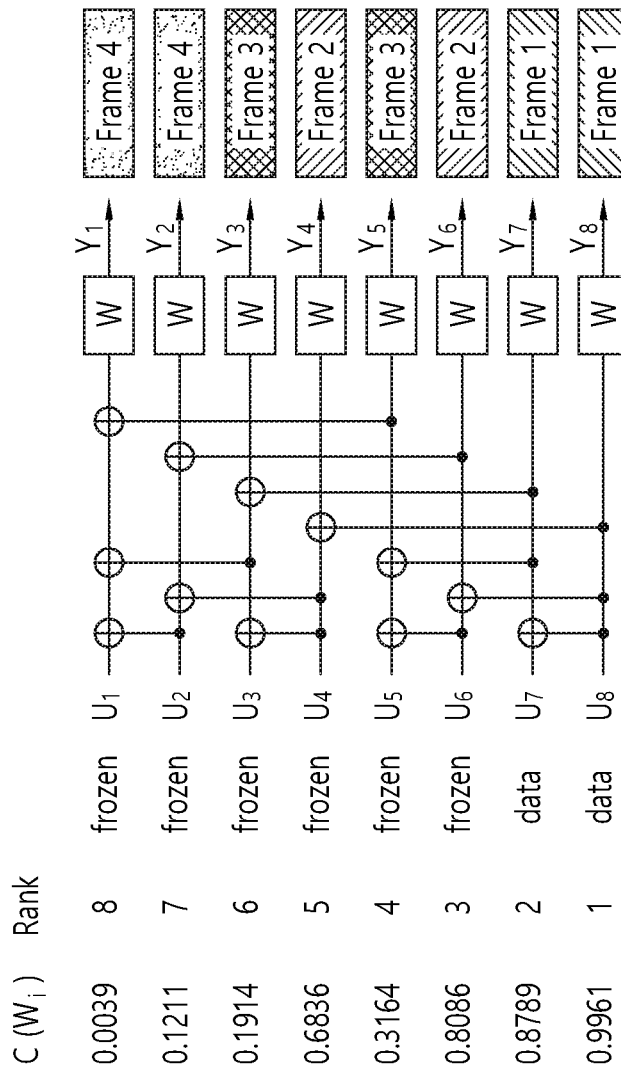 C (Wᵢ) Rank
0.0039 8 frozen U₁ W Y₁ Frame 4
0.1211 7 frozen U₂ W Y₂ Frame 4
0.1914 6 frozen U₃ W Y₃ Frame 3
0.6836 5 frozen U₄ W Y₄ Frame 2
0.3164 4 frozen U₅ W Y₅ Frame 3
0.8086 3 frozen U₆ W Y₆ Frame 2
0.8789 2 data U₇ W Y₇ Frame 1
0.9961 1 data U₈ W Y₈ Frame 1